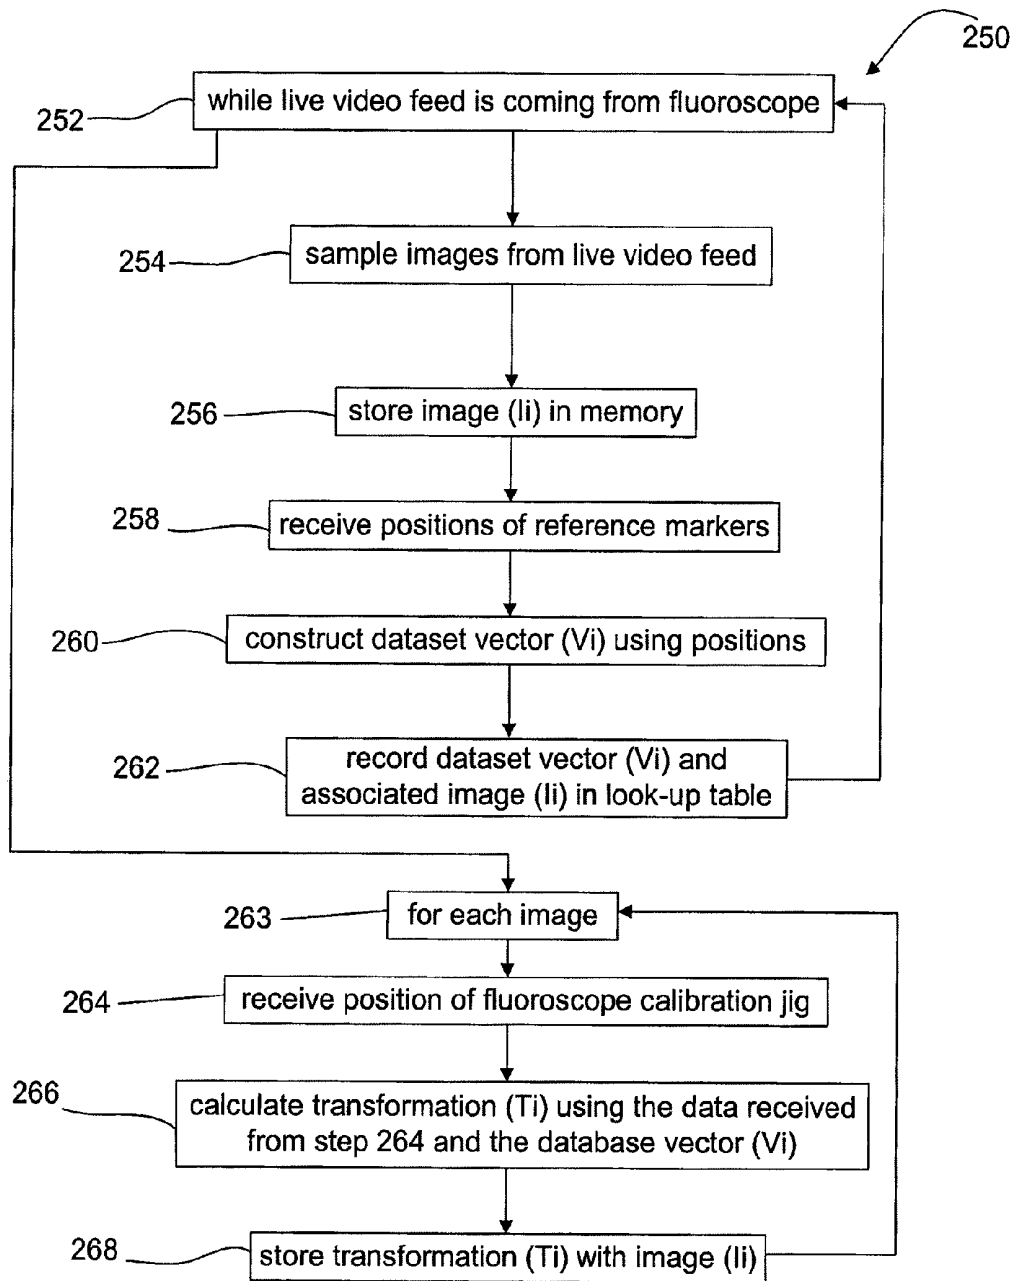 250
252
while live video feed is coming from fluoroscope
254
sample images from live video feed
256
store image (Ii) in memory
258
receive positions of reference markers
260
construct dataset vector (Vi) using positions
262
record dataset vector (Vi) and
associated image (Ii) in look-up table
263
for each image
264
receive position of fluoroscope calibration jig
266
calculate transformation (Ti) using the data received
from step 264 and the database vector (Vi)
268
store transformation (Ti) with image (Ii)